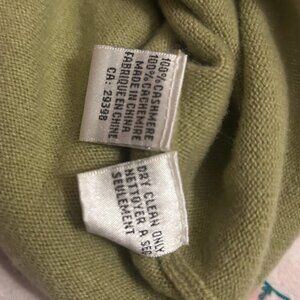 100% CASHMERE
100% CACHEMIRE
MADE IN CHINA
FABRIQUE EN CHINE
CA: 29398
DRY CLEAN ONLY
NETTOYER A SEC
SEULEMENT